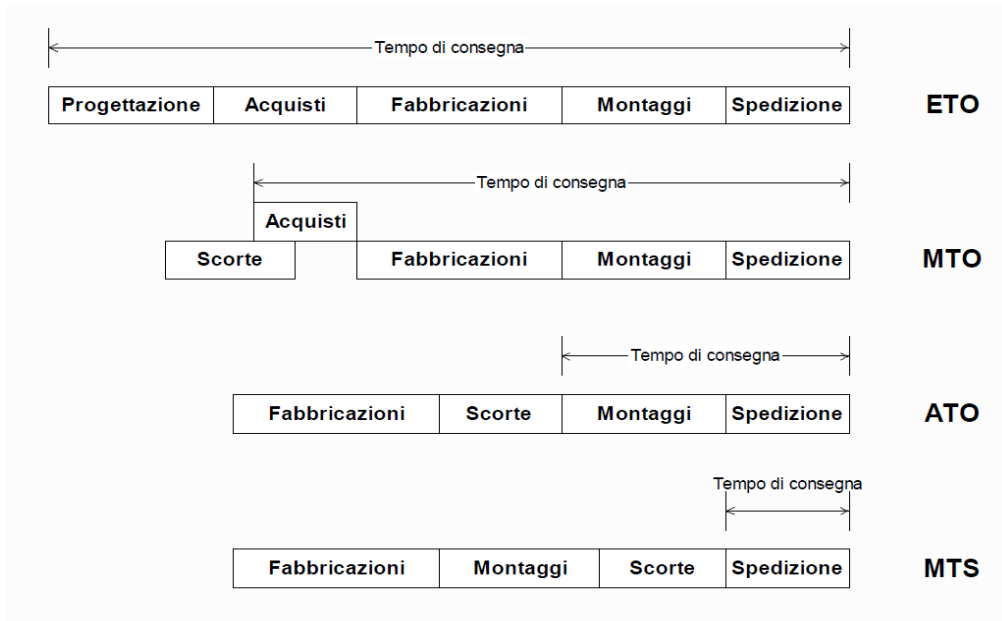 Tempo di consegna
Progettazione Acquisti Fabbricazioni Montaggi Spedizione ETO
Tempo di consegna
Acquisti
Scorte Fabbricazioni Montaggi Spedizione MTO
Tempo di consegna
Fabbricazioni Scorte Montaggi Spedizione ATO
Tempo di consegna
Fabbricazioni Montaggi Scorte Spedizione MTS